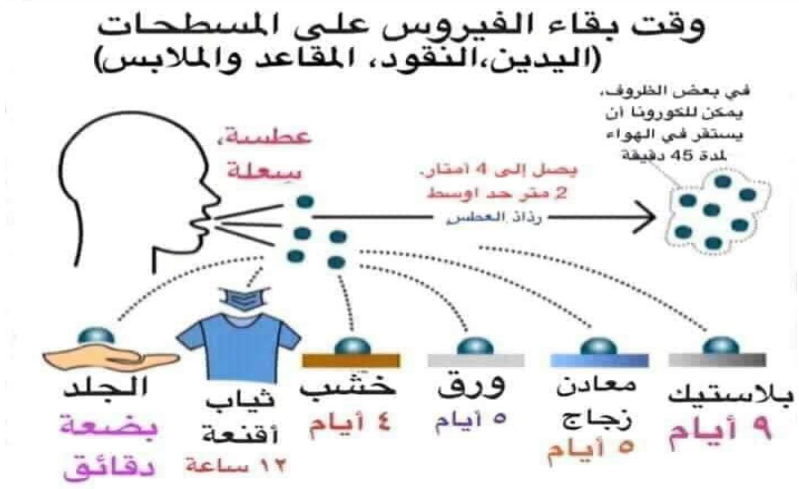 وقت بقاء الفيروس على المسطحات
(اليدين،النقود، المقاعد والملابس)
في بعض الظروف،
يمكن للكورونا أن
يستقر في الهواء
لمدة 45 دقيقة
عطسة،
سعلة
يصل إلى 4 أمتار.
2 متر حد اوسط
رذاذ العطس
الجلد
بضعة
دقائق
ثياب
أقنعة
١٢ ساعة
خشب
٤ أيام
ورق
٥ أيام
معادن
زجاج
٥ أيام
بلاستيك
٩ أيام